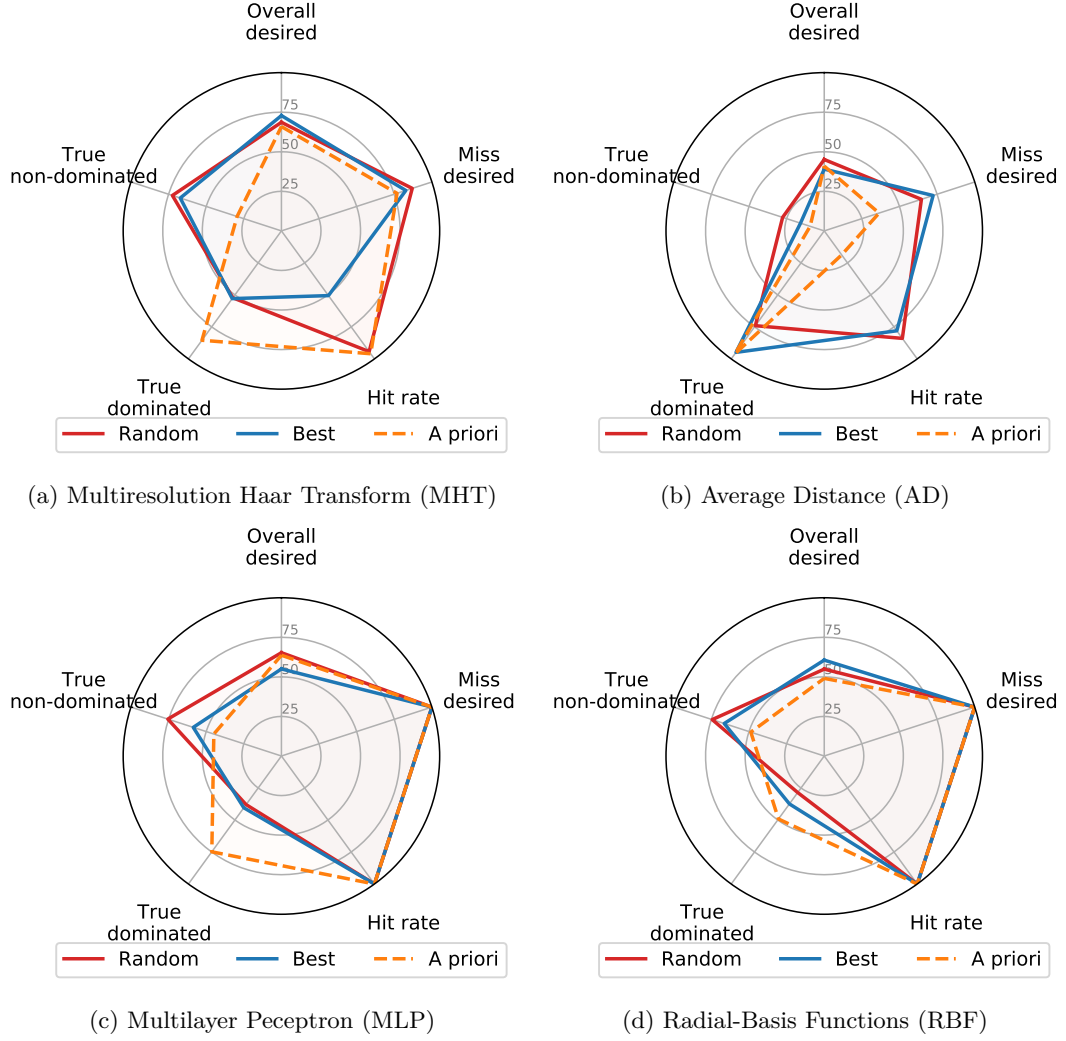 Overall
desired
75
50
25
True
non-dominated
Miss
desired
True
dominated
Hit rate
Random Best A priori
(a) Multiresolution Haar Transform (MHT)
Overall
desired
75
50
25
True
non-dominated
Miss
desired
True
dominated
Hit rate
Random Best A priori
(b) Average Distance (AD)
Overall
desired
75
50
25
True
non-dominated
Miss
desired
True
dominated
Hit rate
Random Best A priori
(c) Multilayer Peceptron (MLP)
Overall
desired
75
50
25
True
non-dominated
Miss
desired
True
dominated
Hit rate
Random Best A priori
(d) Radial-Basis Functions (RBF)